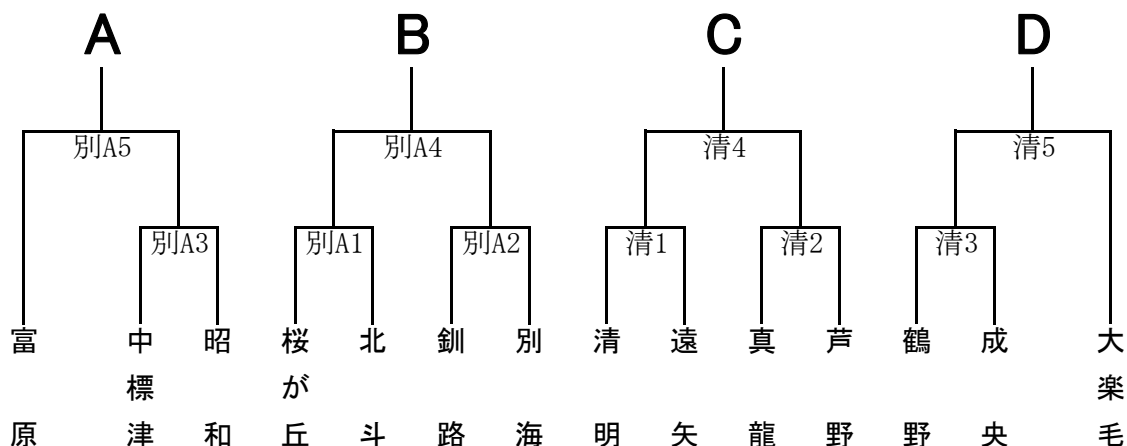 A
B
C
D
別A5
別A4
清4
清5
別A3
別A1
別A2
清1
清2
清3
富原
中標津
昭和
桜が丘
北斗
釧路
別海
清明
遠矢
真龍
芦野
鶴野
成央
大楽毛